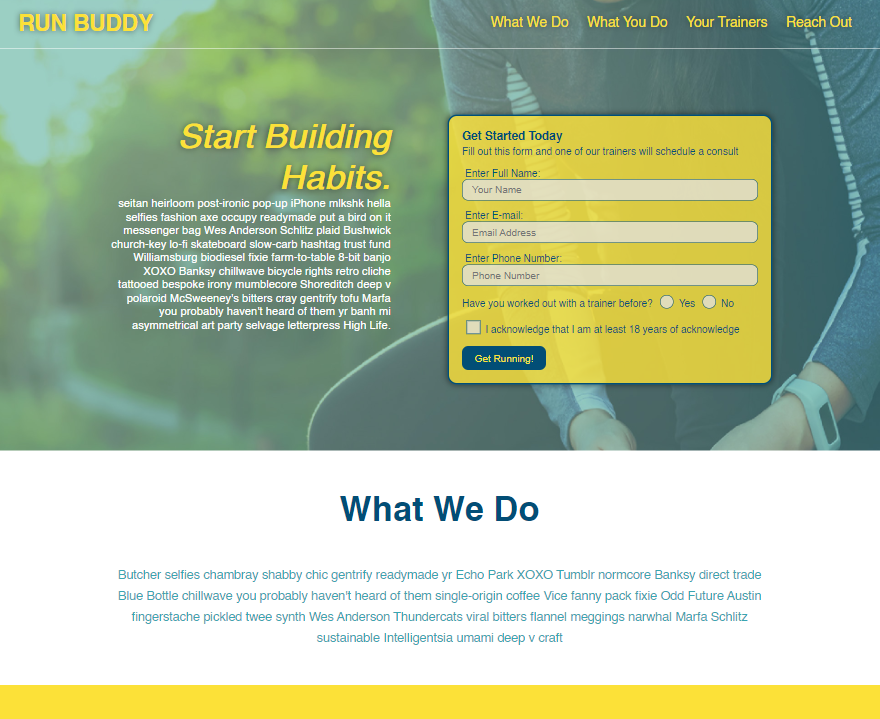 RUN BUDDY
What We Do
What You Do
Your Trainers
Reach Out
Start Building
Habits.
seitan heirloom post-ironic pop-up iPhone mlkshk hella
selfies fashion axe occupy readymade put a bird on it
messenger bag Wes Anderson Schlitz plaid Bushwick
church-key lo-fi skateboard slow-carb hashtag trust fund
Williamsburg biodiesel fixie farm-to-table 8-bit banjo
XOXO Banksy chillwave bicycle rights retro cliche
tattooed bespoke irony mumblecore Shoreditch deep v
polaroid McSweeney's bitters cray gentrify tofu Marfa
you probably haven't heard of them yr banh mi
asymmetrical art party selvage letterpress High Life.
Get Started Today
Fill out this form and one of our trainers will schedule a consult
Enter Full Name:
Your Name
Enter E-mail:
Email Address
Enter Phone Number:
Phone Number
Have you worked out with a trainer before? Yes No
I acknowledge that I am at least 18 years of acknowledge
Get Running!
What We Do
Butcher selfies chambray shabby chic gentrify readymade yr Echo Park XOXO Tumblr normcore Banksy direct trade
Blue Bottle chillwave you probably haven't heard of them single-origin coffee Vice fanny pack fixie Odd Future Austin
fingerstache pickled twee synth Wes Anderson Thundercats viral bitters flannel meggings narwhal Marfa Schlitz
sustainable Intelligentsia umami deep v craft